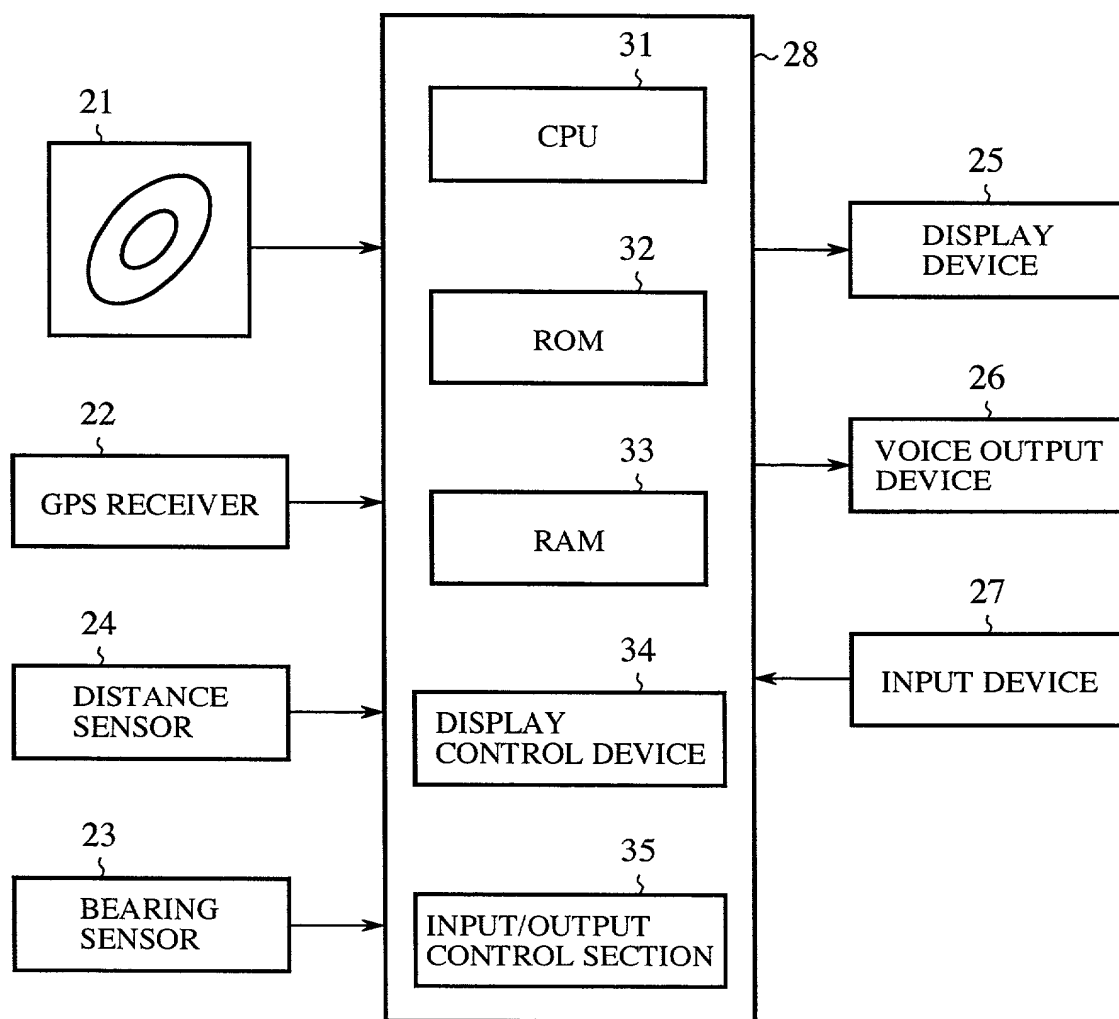 21
22
GPS RECEIVER
24
DISTANCE
SENSOR
23
BEARING
SENSOR
28
31
CPU
32
ROM
33
RAM
34
DISPLAY
CONTROL DEVICE
35
INPUT/OUTPUT
CONTROL SECTION
25
DISPLAY
DEVICE
26
VOICE OUTPUT
DEVICE
27
INPUT DEVICE